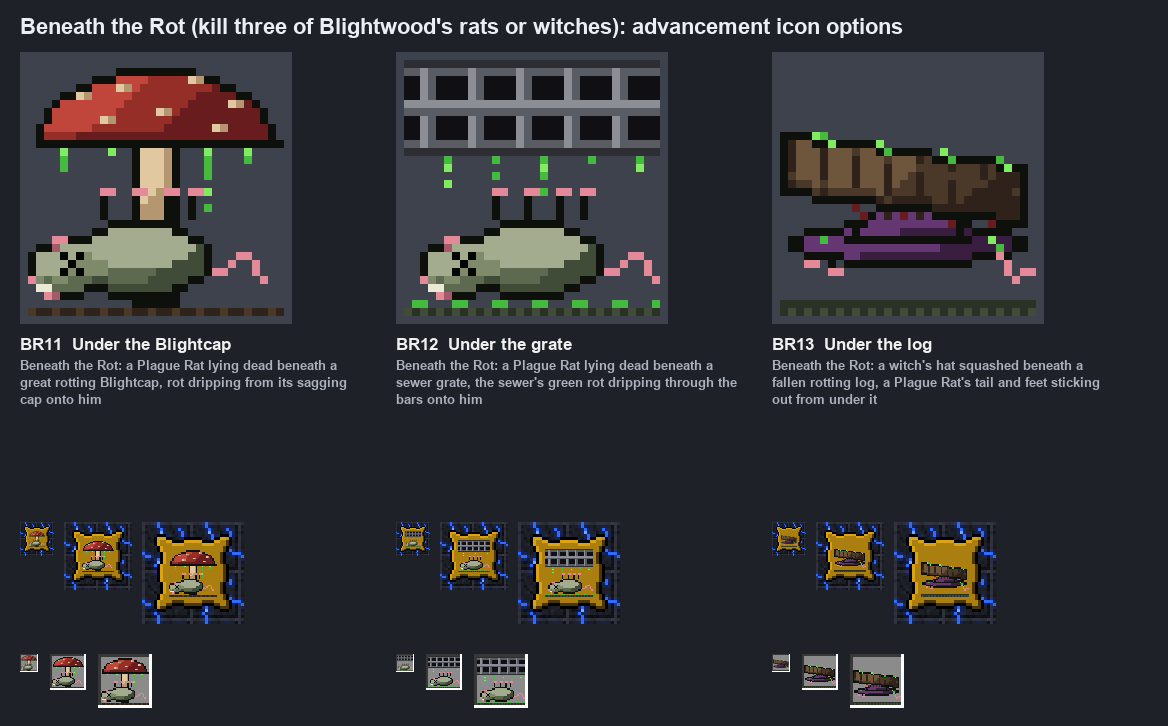 Beneath the Rot (kill three of Blightwood's rats or witches): advancement icon options
BR11 Under the Blightcap
Beneath the Rot: a Plague Rat lying dead beneath a
great rotting Blightcap, rot dripping from its sagging
cap onto him
BR12 Under the grate
Beneath the Rot: a Plague Rat lying dead beneath a
sewer grate, the sewer's green rot dripping through the
bars onto him
BR13 Under the log
Beneath the Rot: a witch's hat squashed beneath a
fallen rotting log, a Plague Rat's tail and feet sticking
out from under it